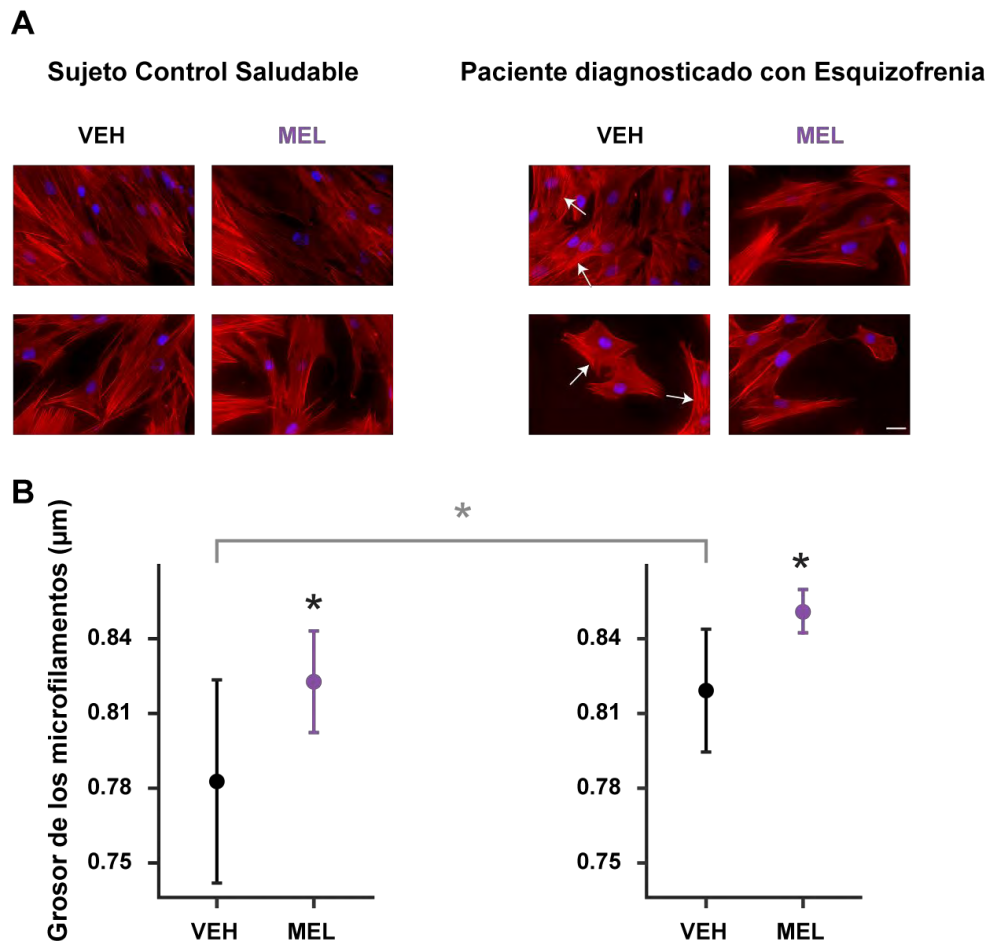 A
Sujeto Control Saludable
Paciente diagnosticado con Esquizofrenia
VEH MEL
VEH MEL
B
Grosor de los microfilamentos (µm)
*
*
*
0.84
0.81
0.78
0.75
VEH MEL
0.84
0.81
0.78
0.75
VEH MEL